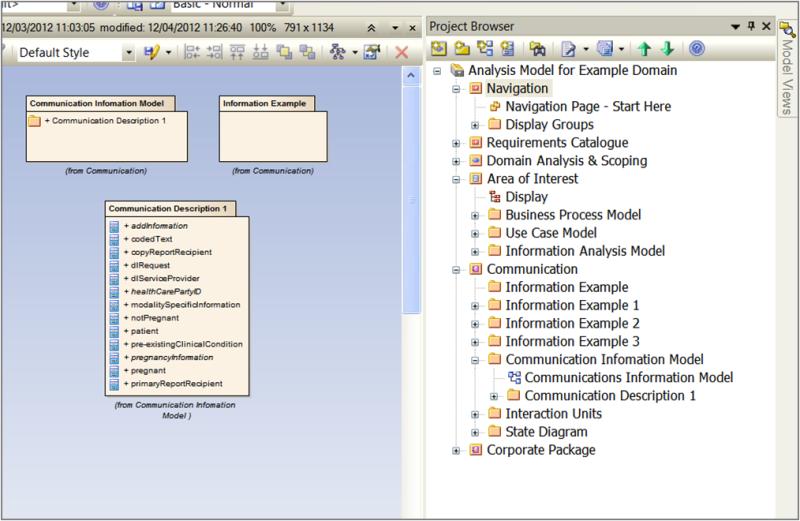 Basic - Normal
12/03/2012 11:03:05 modified: 12/04/2012 11:26:40 100% 791 x 1134
Default Style
Communication Infomation Model
+ Communication Description 1
(from Communication)
Information Example
(from Communication)
Communication Description 1
+ addInformation
+ codedText
+ copyReportRecipient
+ dIRequest
+ dIServiceProvider
+ healthCarePartyID
+ modalitySpecificInformation
+ notPregnant
+ patient
+ pre-existingClinicalCondition
+ pregnancyInformation
+ pregnant
+ primaryReportRecipient
(from Communication Infomation
Model )
Project Browser
Analysis Model for Example Domain
Navigation
Navigation Page - Start Here
Display Groups
Requirements Catalogue
Domain Analysis & Scoping
Area of Interest
Display
Business Process Model
Use Case Model
Information Analysis Model
Communication
Information Example
Information Example 1
Information Example 2
Information Example 3
Communication Infomation Model
Communications Information Model
Communication Description 1
Interaction Units
State Diagram
Corporate Package
Model Views